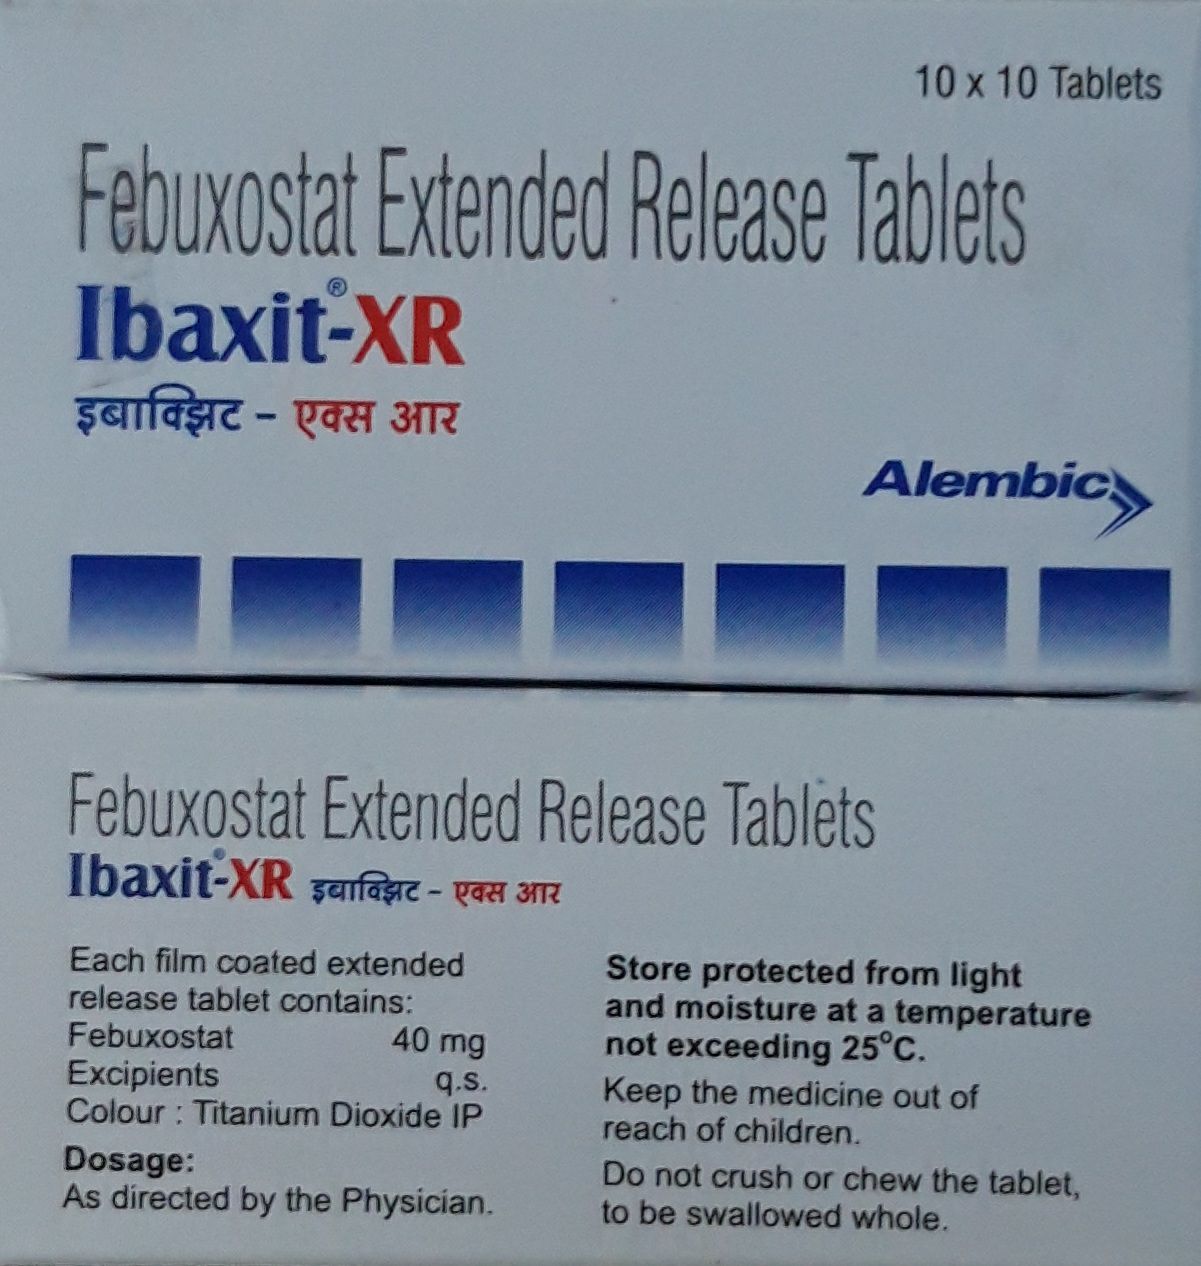 10 x 10 Tablets
Febuxostat Extended Release Tablets
Ibaxit®-XR
इबाक्झिट - एक्स आर
Alembic
Febuxostat Extended Release Tablets
Ibaxit®-XR इबाक्झिट - एक्स आर
Each film coated extended
release tablet contains:
Febuxostat 40 mg
Excipients q.s.
Colour : Titanium Dioxide IP
Dosage:
As directed by the Physician.
Store protected from light
and moisture at a temperature
not exceeding 25°C.
Keep the medicine out of
reach of children.
Do not crush or chew the tablet,
to be swallowed whole.